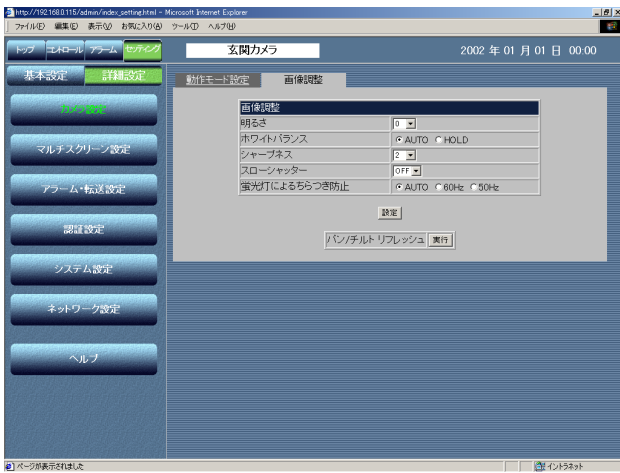 http://192.168.0.115/admin/index_setting.html - Microsoft Internet Explorer
ファイル(F) 編集(E) 表示(V) お気に入り(A) ツール(T) ヘルプ(H)
トップ コントロール アラーム セッティング 玄関カメラ 2002 年 01 月 01 日 00:00
基本設定 詳細設定
動作モード設定 画像調整
カメラ設定
マルチスクリーン設定
アラーム・転送設定
認証設定
システム設定
ネットワーク設定
ヘルプ
画像調整
明るさ 0
ホワイトバランス AUTO HOLD
シャープネス 2
スローシャッター OFF
蛍光灯によるちらつき防止 AUTO 60Hz 50Hz
設定
パン/チルト リフレッシュ 実行
ページが表示されました イントラネット